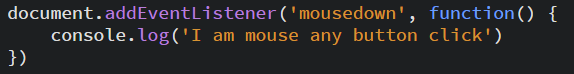 document.addEventListener('mousedown', function() {
    console.log('I am mouse any button click')
})